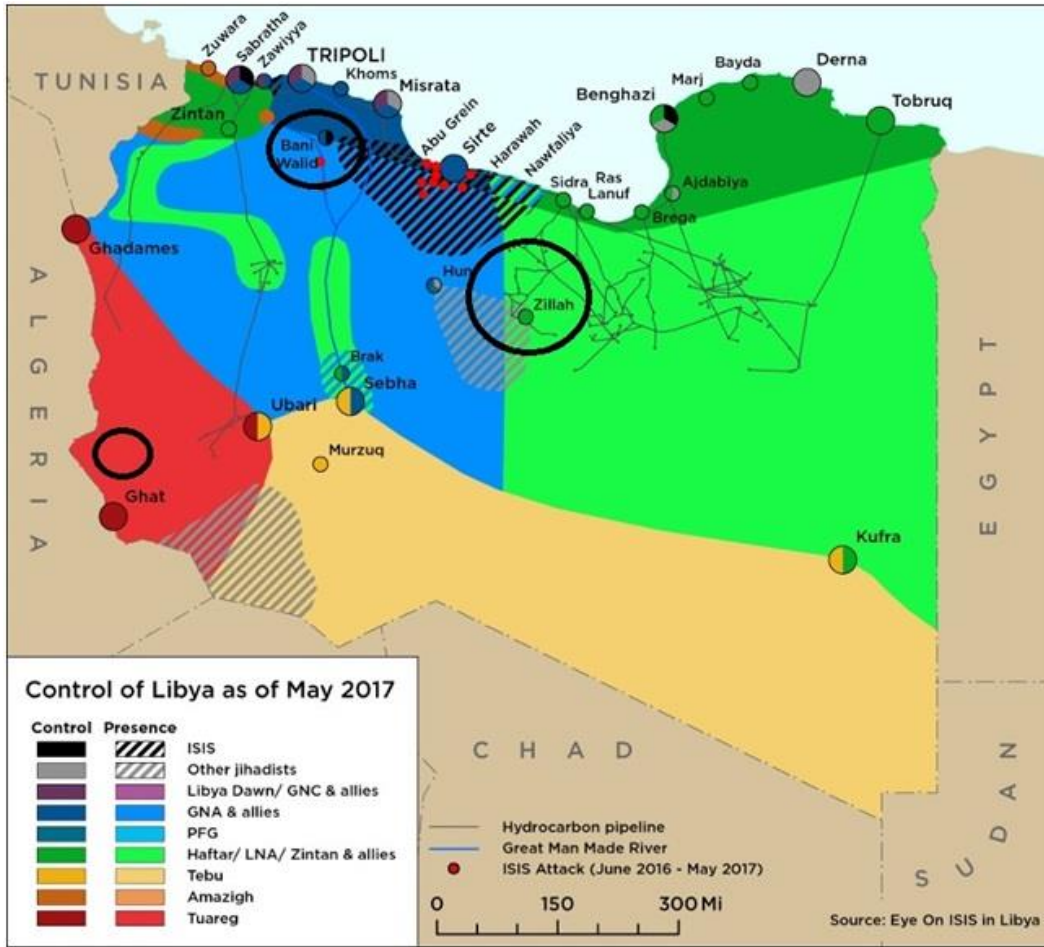 TUNISIA
Zuwara
Sabratha
Zawiyya
TRIPOLI
Khoms
Misrata
Zintan
Bani
Walid
Abu Grein
Sirte
Harawah
Nawfaliya
Sidra
Ras
Lanuf
Brega
Ajdabiya
Benghazi
Marj
Bayda
Derna
Tobruq
Ghadames
Hun
Zillah
Brak
Sebha
Ubari
Murzuq
Ghat
Kufra
ALGERIA
EGYPT
CHAD
SUDAN
Control of Libya as of May 2017
Control Presence
ISIS
Other jihadists
Libya Dawn/ GNC & allies
GNA & allies
PFG
Haftar/ LNA/ Zintan & allies
Tebu
Amazigh
Tuareg
Hydrocarbon pipeline
Great Man Made River
ISIS Attack (June 2016 - May 2017)
0 150 300 Mi
Source: Eye On ISIS in Libya